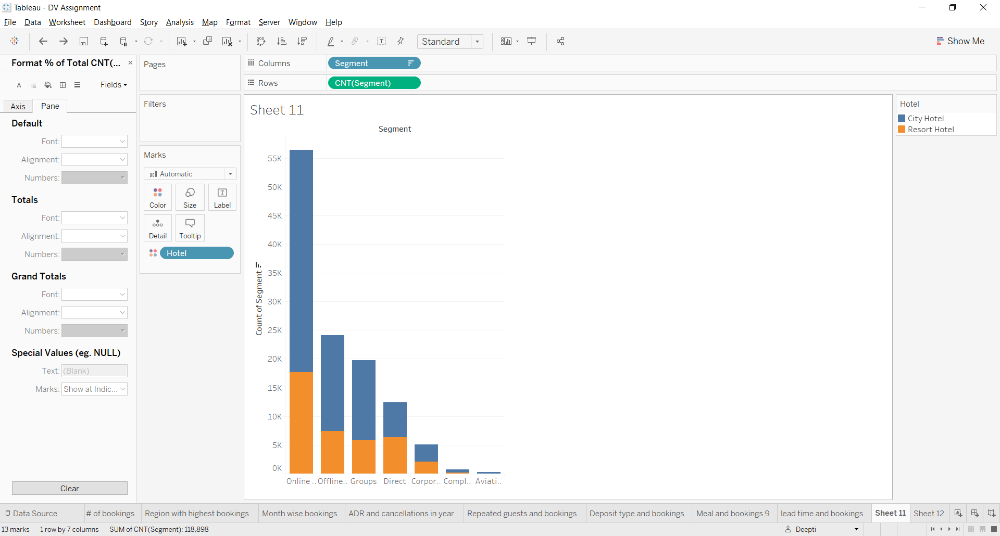 Tableau - DV Assignment
File Data Worksheet Dashboard Story Analysis Map Format Server Window Help
Standard
Show Me
Format % of Total CNT(...
Fields
Axis Pane
Default
Font:
Alignment:
Numbers:
Totals
Font:
Alignment:
Numbers:
Grand Totals
Font:
Alignment:
Numbers:
Special Values (eg. NULL)
Text: (Blank)
Marks: Show at Indic...
Clear
Pages
Filters
Marks
Automatic
Color Size Label
Detail Tooltip
Hotel
Columns Segment
Rows CNT(Segment)
Sheet 11
Segment
Count of Segment
55K
50K
45K
40K
35K
30K
25K
20K
15K
10K
5K
0K
Online .. Offline.. Groups Direct Corpor.. Compl.. Aviati..
Hotel
City Hotel
Resort Hotel
Data Source # of bookings Region with highest bookings Month wise bookings ADR and cancellations in year Repeated guests and bookings Deposit type and bookings Meal and bookings 9 lead time and bookings Sheet 11 Sheet 12
13 marks 1 row by 7 columns SUM of CNT(Segment): 118,898 Deepti